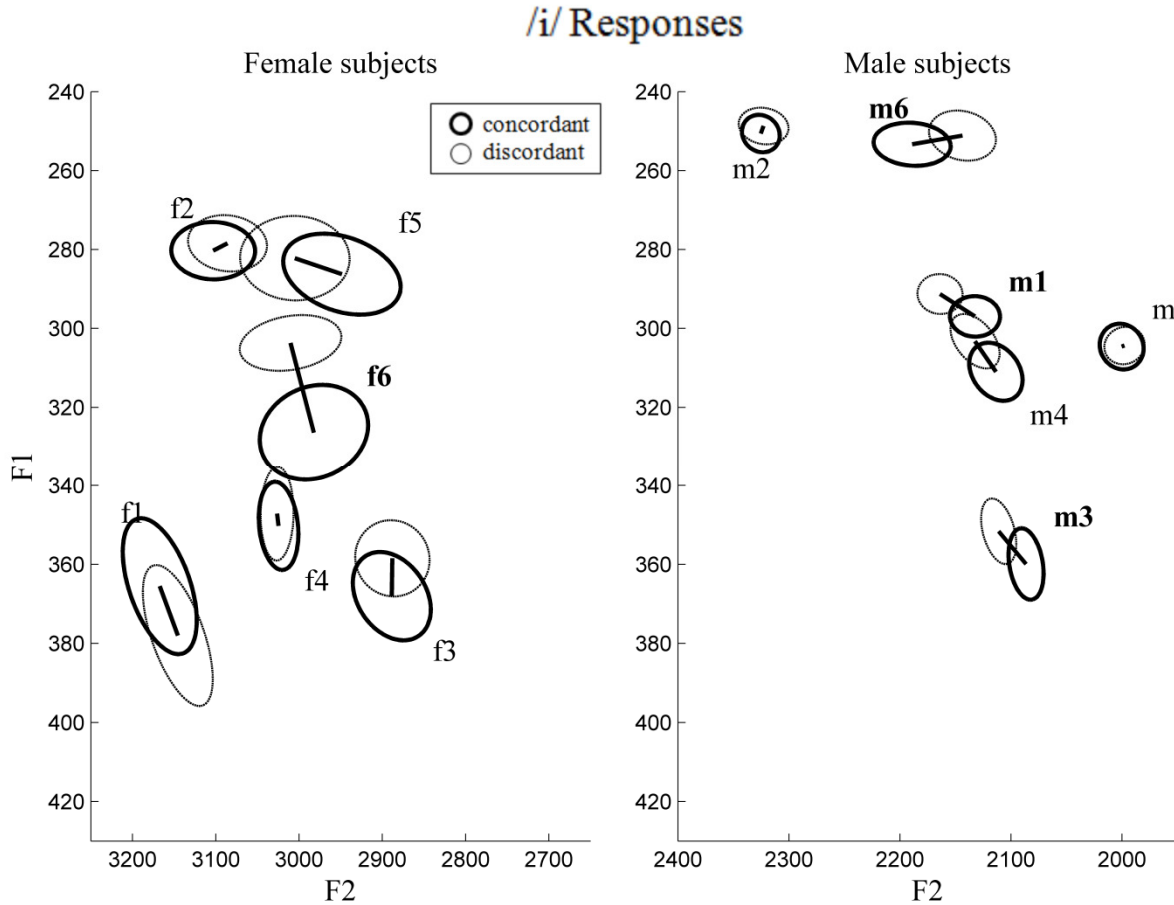 /i/ Responses
Female subjects
Male subjects
concordant
discordant
F1
240
260
280
300
320
340
360
380
400
420
3200 3100 3000 2900 2800 2700
F2
f2
f5
f6
f1
f4
f3
240
260
280
300
320
340
360
380
400
420
2400 2300 2200 2100 2000
F2
m6
m2
m1
m
m4
m3